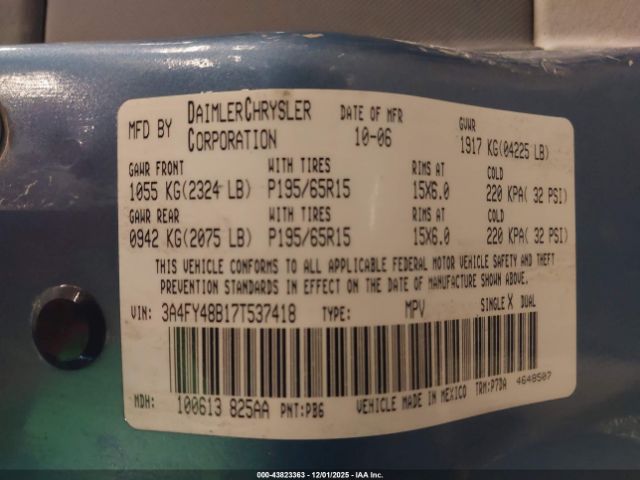 MFD BY DAIMLERCHRYSLER CORPORATION DATE OF MFR 10-06 GVWR 1917 KG(04225 LB)
GAWR FRONT WITH TIRES RIMS AT COLD
1055 KG(2324 LB) P195/65R15 15X6.0 220 KPA( 32 PSI)
GAWR REAR WITH TIRES RIMS AT COLD
0942 KG(2075 LB) P195/65R15 15X6.0 220 KPA( 32 PSI)
THIS VEHICLE CONFORMS TO ALL APPLICABLE FEDERAL MOTOR VEHICLE SAFETY AND THEFT
PREVENTION STANDARDS IN EFFECT ON THE DATE OF MANUFACTURE SHOWN ABOVE.
VIN: 3A4FY48B17T537418 TYPE: MPV SINGLE X DUAL
MDH: 100613 825AA PNT:PB6 VEHICLE MADE IN MEXICO TRM:P7DA 4648507
000-43823363 - 12/01/2025 - IAAI, Inc.